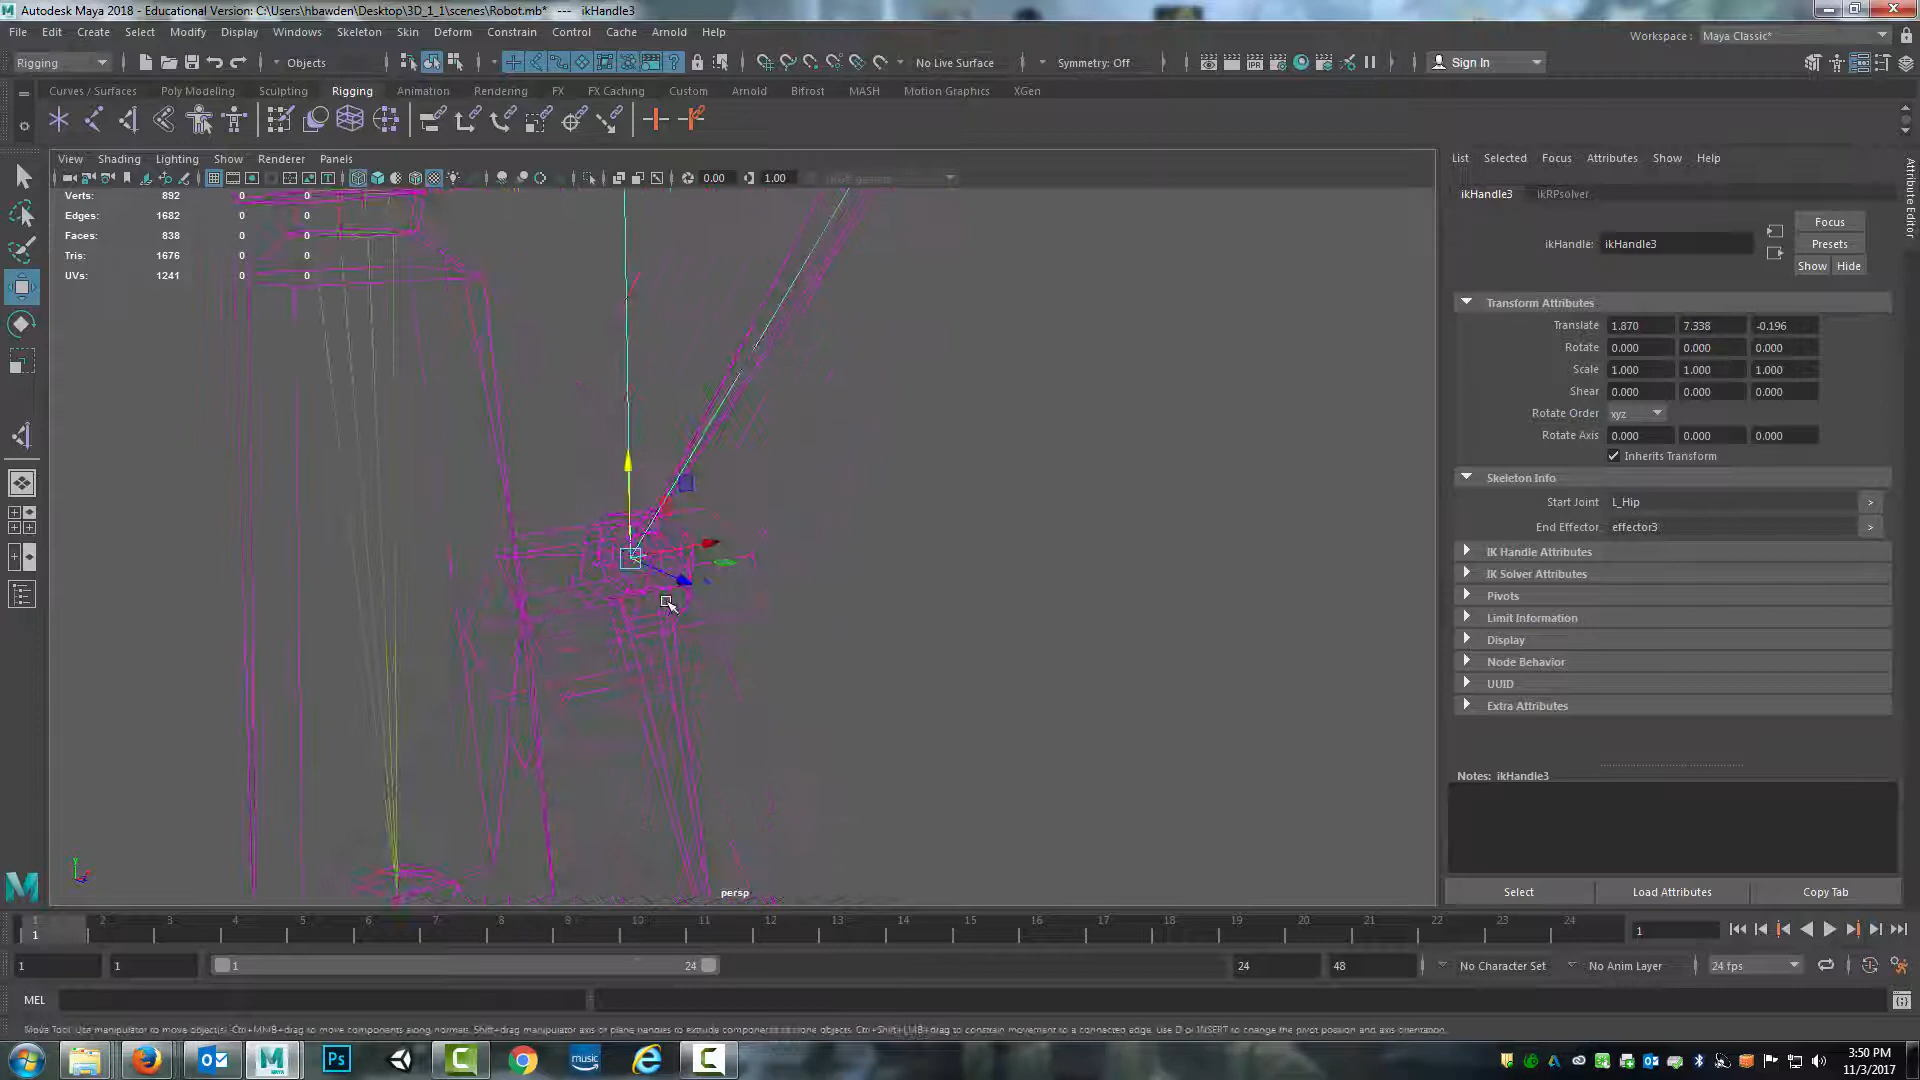 Autodesk Maya 2018 - Educational Version: C:\Users\hbawden\Desktop\3D_1_1\scenes\Robot.mb*   ---   ikHandle3
File Edit Create Select Modify Display Windows Skeleton Skin Deform Constrain Control Cache Arnold Help
Workspace : Maya Classic*
Rigging Objects No Live Surface Symmetry: Off Sign In
Curves / Surfaces Poly Modeling Sculpting Rigging Animation Rendering FX FX Caching Custom Arnold Bifrost MASH Motion Graphics XGen
View Shading Lighting Show Renderer Panels
0.00 1.00
Verts: 892 0 0
Edges: 1682 0 0
Faces: 838 0 0
Tris: 1676 0 0
UVs: 1241 0 0
persp
List Selected Focus Attributes Show Help
ikHandle3 ikRPsolver
Focus
ikHandle: ikHandle3 Presets
Show Hide
Transform Attributes
Translate 1.870 7.338 -0.196
Rotate 0.000 0.000 0.000
Scale 1.000 1.000 1.000
Shear 0.000 0.000 0.000
Rotate Order xyz
Rotate Axis 0.000 0.000 0.000
Inherits Transform
Skeleton Info
Start Joint L_Hip >
End Effector effector3 >
IK Handle Attributes
IK Solver Attributes
Pivots
Limit Information
Display
Node Behavior
UUID
Extra Attributes
Notes: ikHandle3
Select Load Attributes Copy Tab
Attribute Editor
1 2 3 4 5 6 7 8 9 10 11 12 13 14 15 16 17 18 19 20 21 22 23 24
1 1
1 1 1 24 24 48 No Character Set No Anim Layer 24 fps
MEL
Move Tool: Use manipulator to move object(s). Ctrl+MMB+drag to move components along normals. Shift+drag manipulator axis or plane handles to extrude components or clone objects. Ctrl+Shift+LMB+drag to constrain movement to a connected edge. Use D or INSERT to change the pivot position and axis orientation.
MAYA Ps music
3:50 PM
11/3/2017